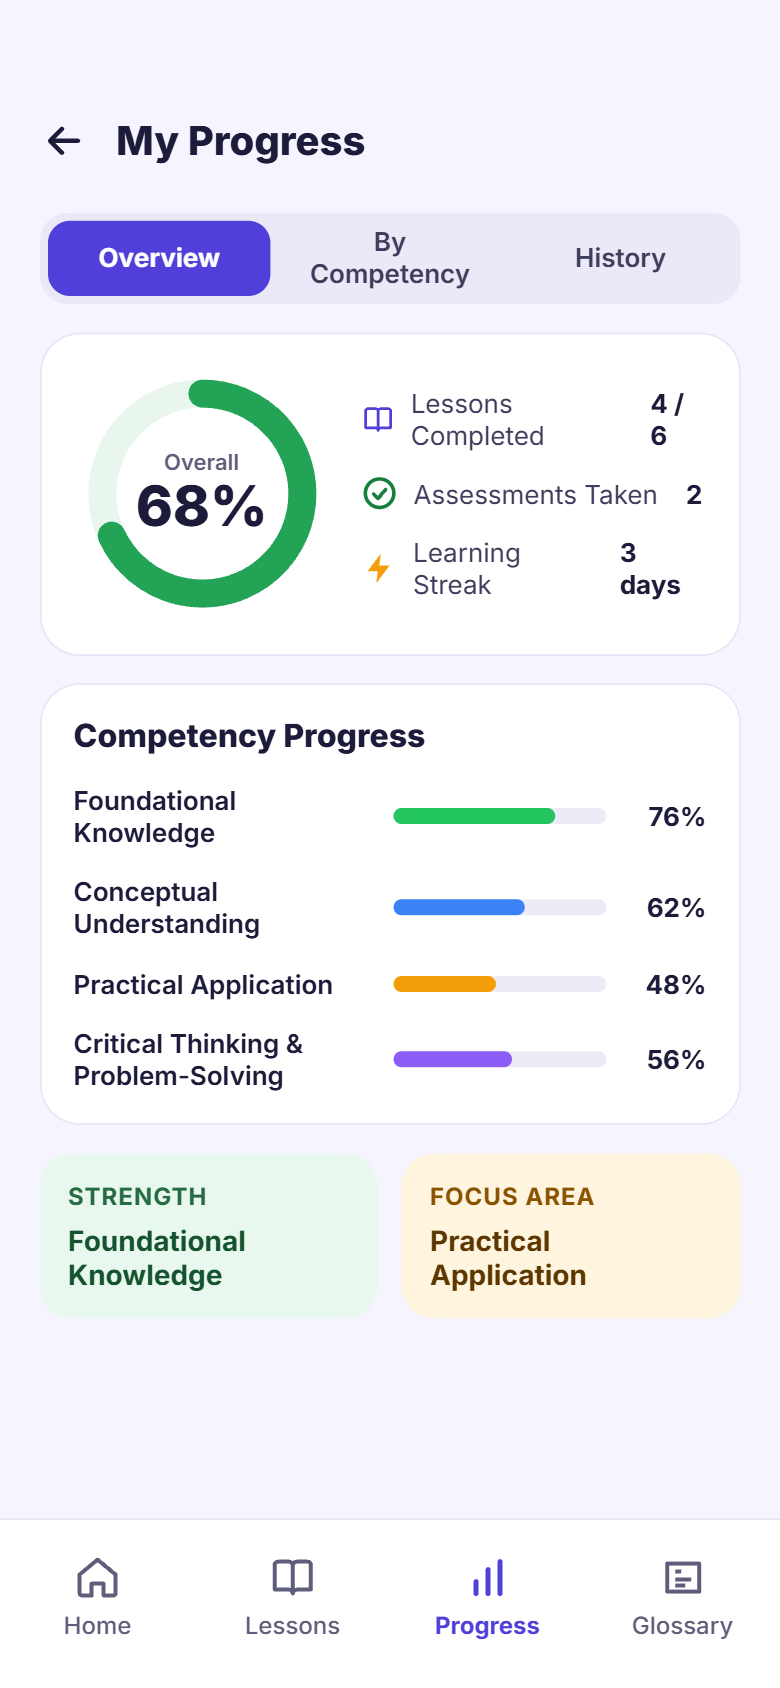 My Progress
Overview
By
Competency
History
Overall
68%
Lessons
Completed
4 /
6
Assessments Taken 2
Learning
Streak
3
days
Competency Progress
Foundational
Knowledge
76%
Conceptual
Understanding
62%
Practical Application 48%
Critical Thinking &
Problem-Solving
56%
STRENGTH
Foundational
Knowledge
FOCUS AREA
Practical
Application
Home
Lessons
Progress
Glossary